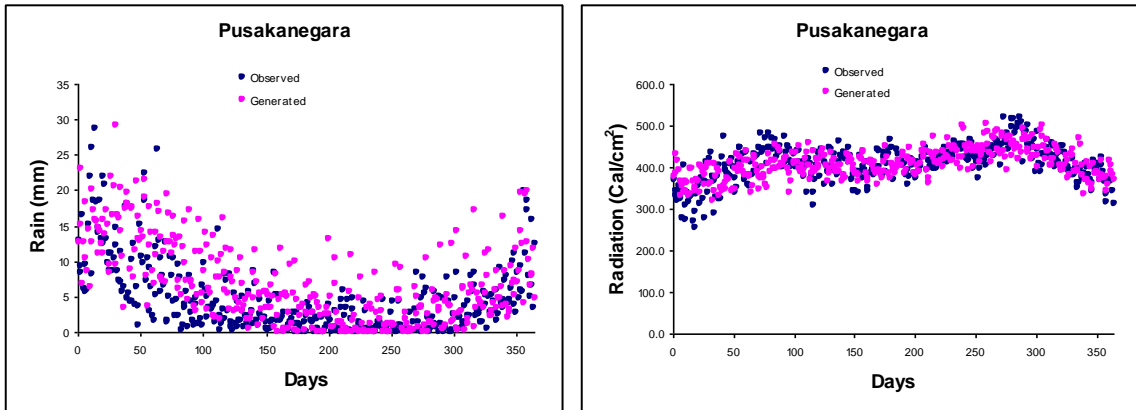 Pusakanegara
Observed
Generated
Rain (mm)
35
30
25
20
15
10
5
0
0 50 100 150 200 250 300 350
Days
Pusakanegara
Observed
Generated
Radiation (Cal/cm²)
600.0
500.0
400.0
300.0
400.0
300.0
0.0
0 50 100 150 200 250 300 350
Days